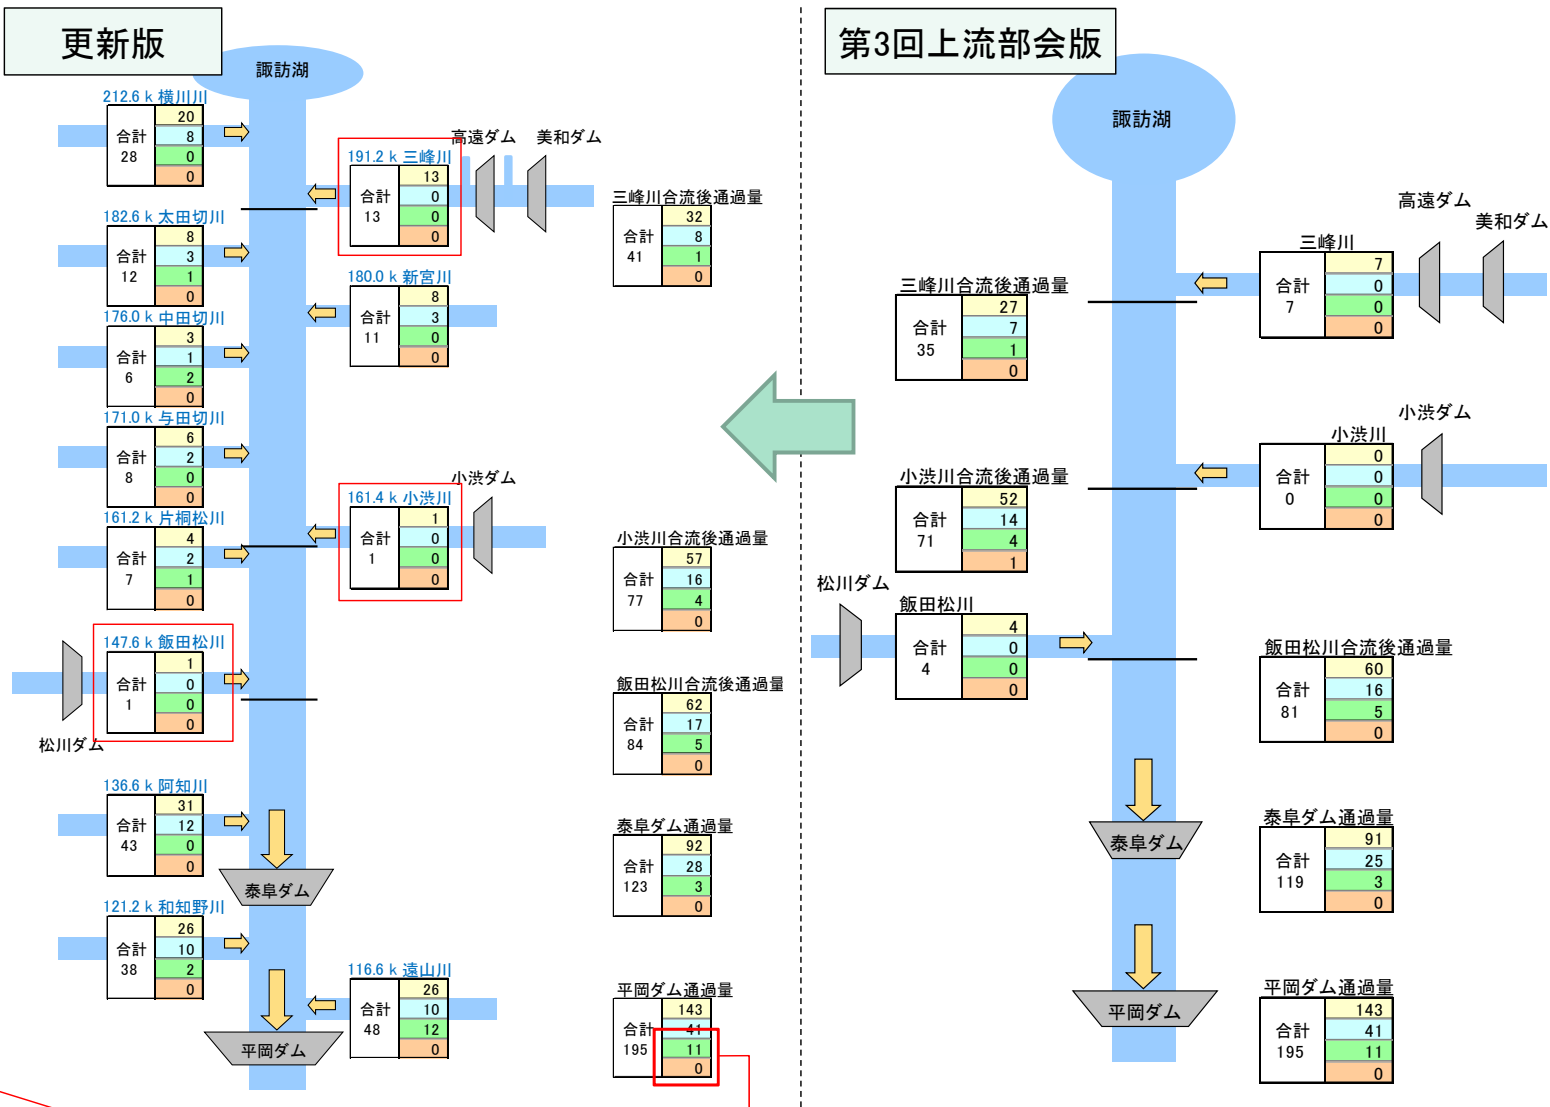 更新版
諏訪湖
212.6 k 横川川
合計 28
20
8
0
0
191.2 k 三峰川
合計 13
13
0
0
0
高遠ダム
美和ダム
三峰川合流後通過量
合計 41
32
8
1
0
182.6 k 太田切川
合計 12
8
3
1
0
180.0 k 新宮川
合計 11
8
3
0
0
176.0 k 中田切川
合計 6
3
1
2
0
171.0 k 与田切川
合計 8
6
2
0
0
小渋ダム
161.4 k 小渋川
合計 1
1
0
0
0
161.2 k 片桐松川
合計 7
4
2
1
0
小渋川合流後通過量
合計 77
57
16
4
0
147.6 k 飯田松川
合計 1
1
0
0
0
松川ダム
飯田松川合流後通過量
合計 84
62
17
5
0
136.6 k 阿知川
合計 43
31
12
0
0
泰阜ダム
泰阜ダム通過量
合計 123
92
28
3
0
121.2 k 和知野川
合計 38
26
10
2
0
116.6 k 遠山川
合計 48
26
10
12
0
平岡ダム
平岡ダム通過量
合計 195
143
41
11
0
第3回上流部会版
諏訪湖
高遠ダム
美和ダム
三峰川
合計 7
7
0
0
0
三峰川合流後通過量
合計 35
27
7
1
0
小渋ダム
小渋川
合計 0
0
0
0
0
小渋川合流後通過量
合計 71
52
14
4
1
松川ダム
飯田松川
合計 4
4
0
0
0
飯田松川合流後通過量
合計 81
60
16
5
0
泰阜ダム
泰阜ダム通過量
合計 119
91
25
3
0
平岡ダム
平岡ダム通過量
合計 195
143
41
11
0